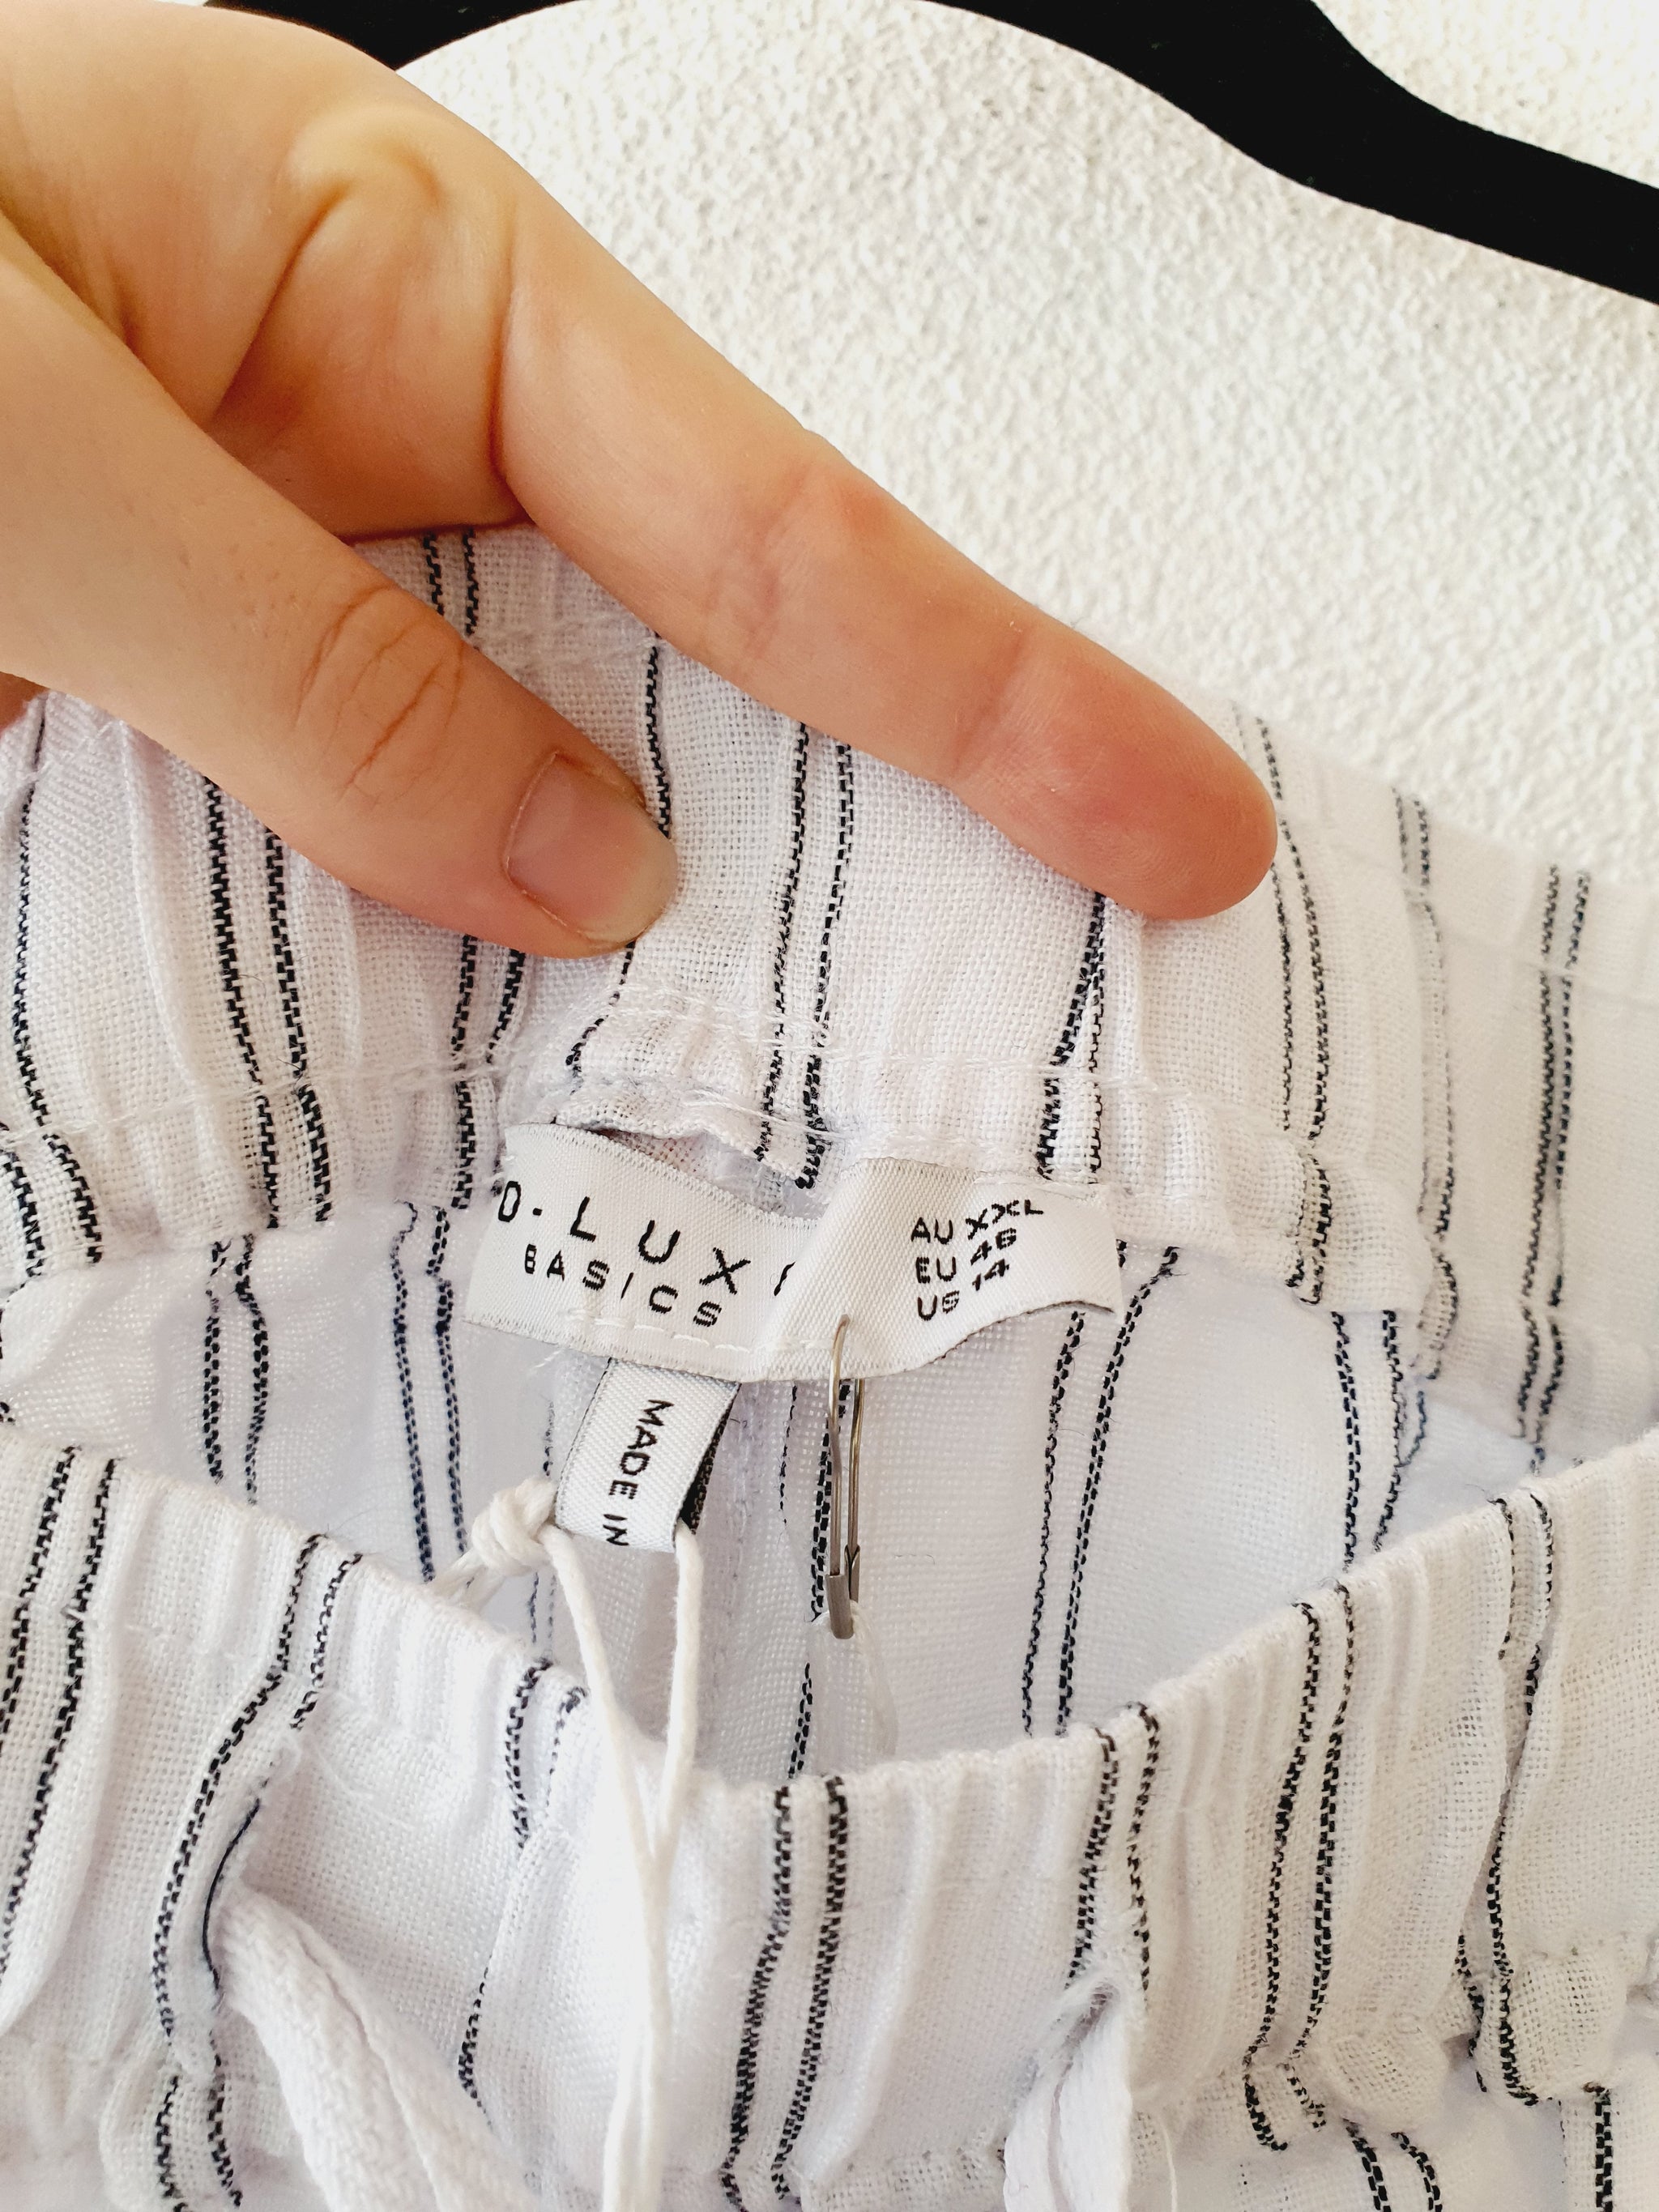 D-LUX
BASICS
AU XXL
EU 46
US 14
MADE IN